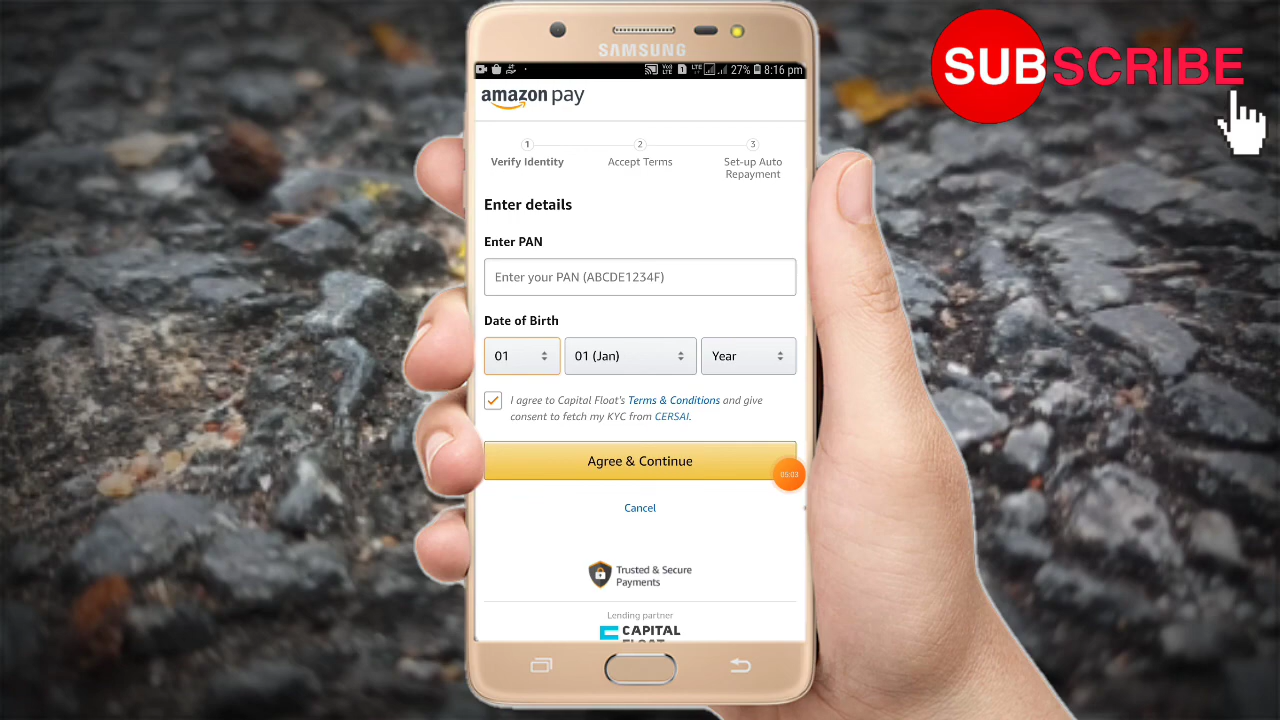 SUBSCRIBE
SAMSUNG
27% 8:16 pm
amazon pay
1 2 3
Verify Identity Accept Terms Set-up Auto
Repayment
Enter details
Enter PAN
Enter your PAN (ABCDE1234F)
Date of Birth
01 01 (Jan) Year
I agree to Capital Float's Terms & Conditions and give
consent to fetch my KYC from CERSAI.
Agree & Continue
05:03
Cancel
Trusted & Secure
Payments
Lending partner
CAPITAL
FLOAT